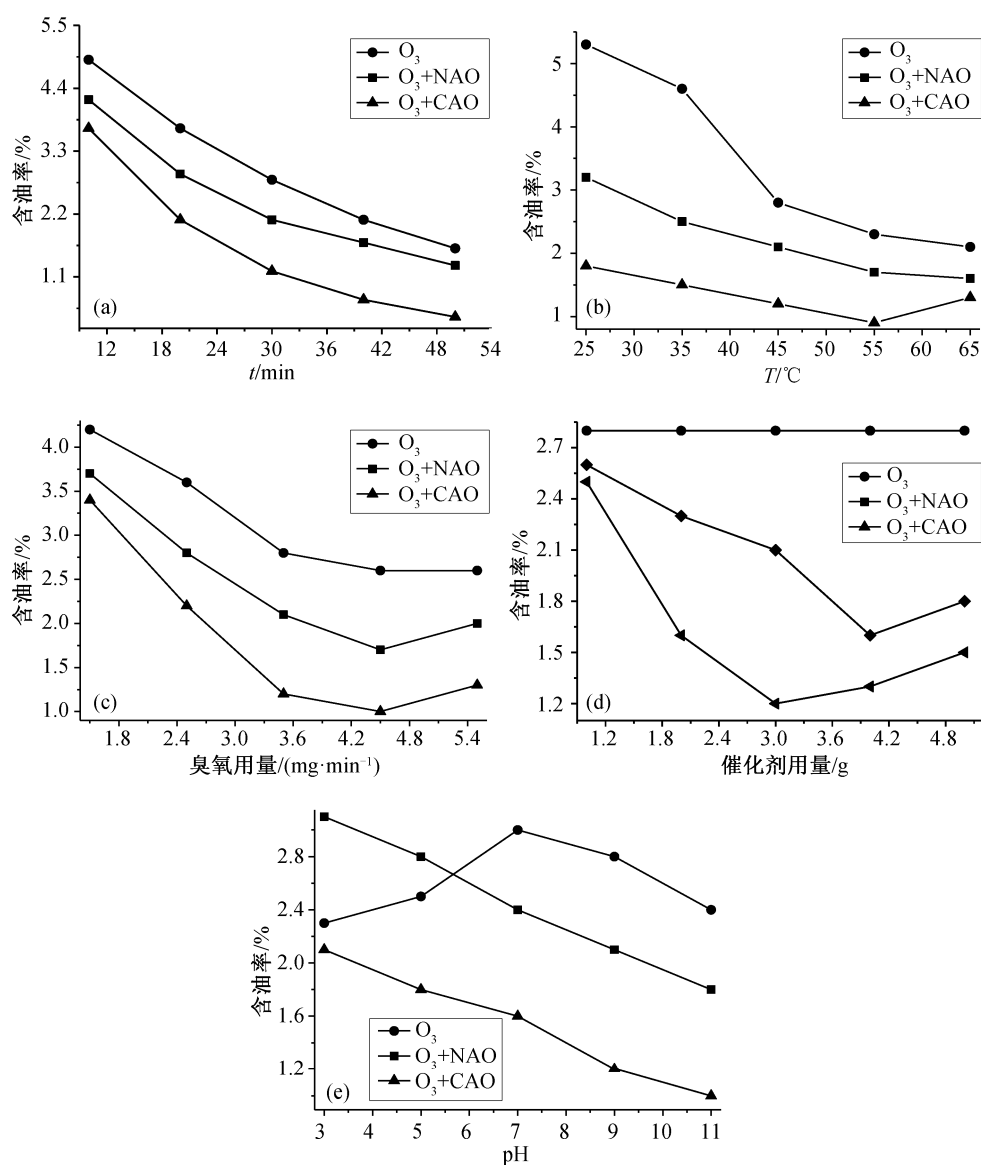 5.5
4.4
3.3
2.2
1.1
含油率/%
O₃
O₃+NAO
O₃+CAO
(a)
12 18 24 30 36 42 48 54
t/min
5
4
3
2
1
含油率/%
O₃
O₃+NAO
O₃+CAO
(b)
25 30 35 40 45 50 55 60 65
T/℃
4.0
3.5
3.0
2.5
2.0
1.5
1.0
含油率/%
O₃
O₃+NAO
O₃+CAO
(c)
1.8 2.4 3.0 3.6 4.2 4.8 5.4
臭氧用量/(mg·min⁻¹)
2.7
2.4
2.1
1.8
1.5
1.2
含油率/%
O₃
O₃+NAO
O₃+CAO
(d)
1.2 1.8 2.4 3.0 3.6 4.2 4.8
催化剂用量/g
2.8
2.4
2.0
1.6
1.2
含油率/%
O₃
O₃+NAO
O₃+CAO
(e)
3 4 5 6 7 8 9 10 11
pH